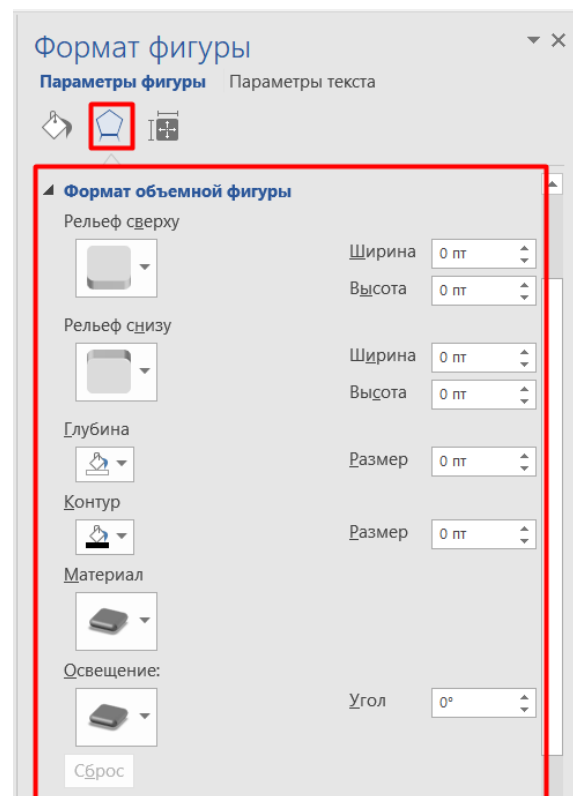 Формат фигуры
Параметры фигуры Параметры текста
Формат объемной фигуры
Рельеф сверху
Ширина 0 пт
Высота 0 пт
Рельеф снизу
Ширина 0 пт
Высота 0 пт
Глубина
Размер 0 пт
Контур
Размер 0 пт
Материал
Освещение:
Угол 0°
Сброс